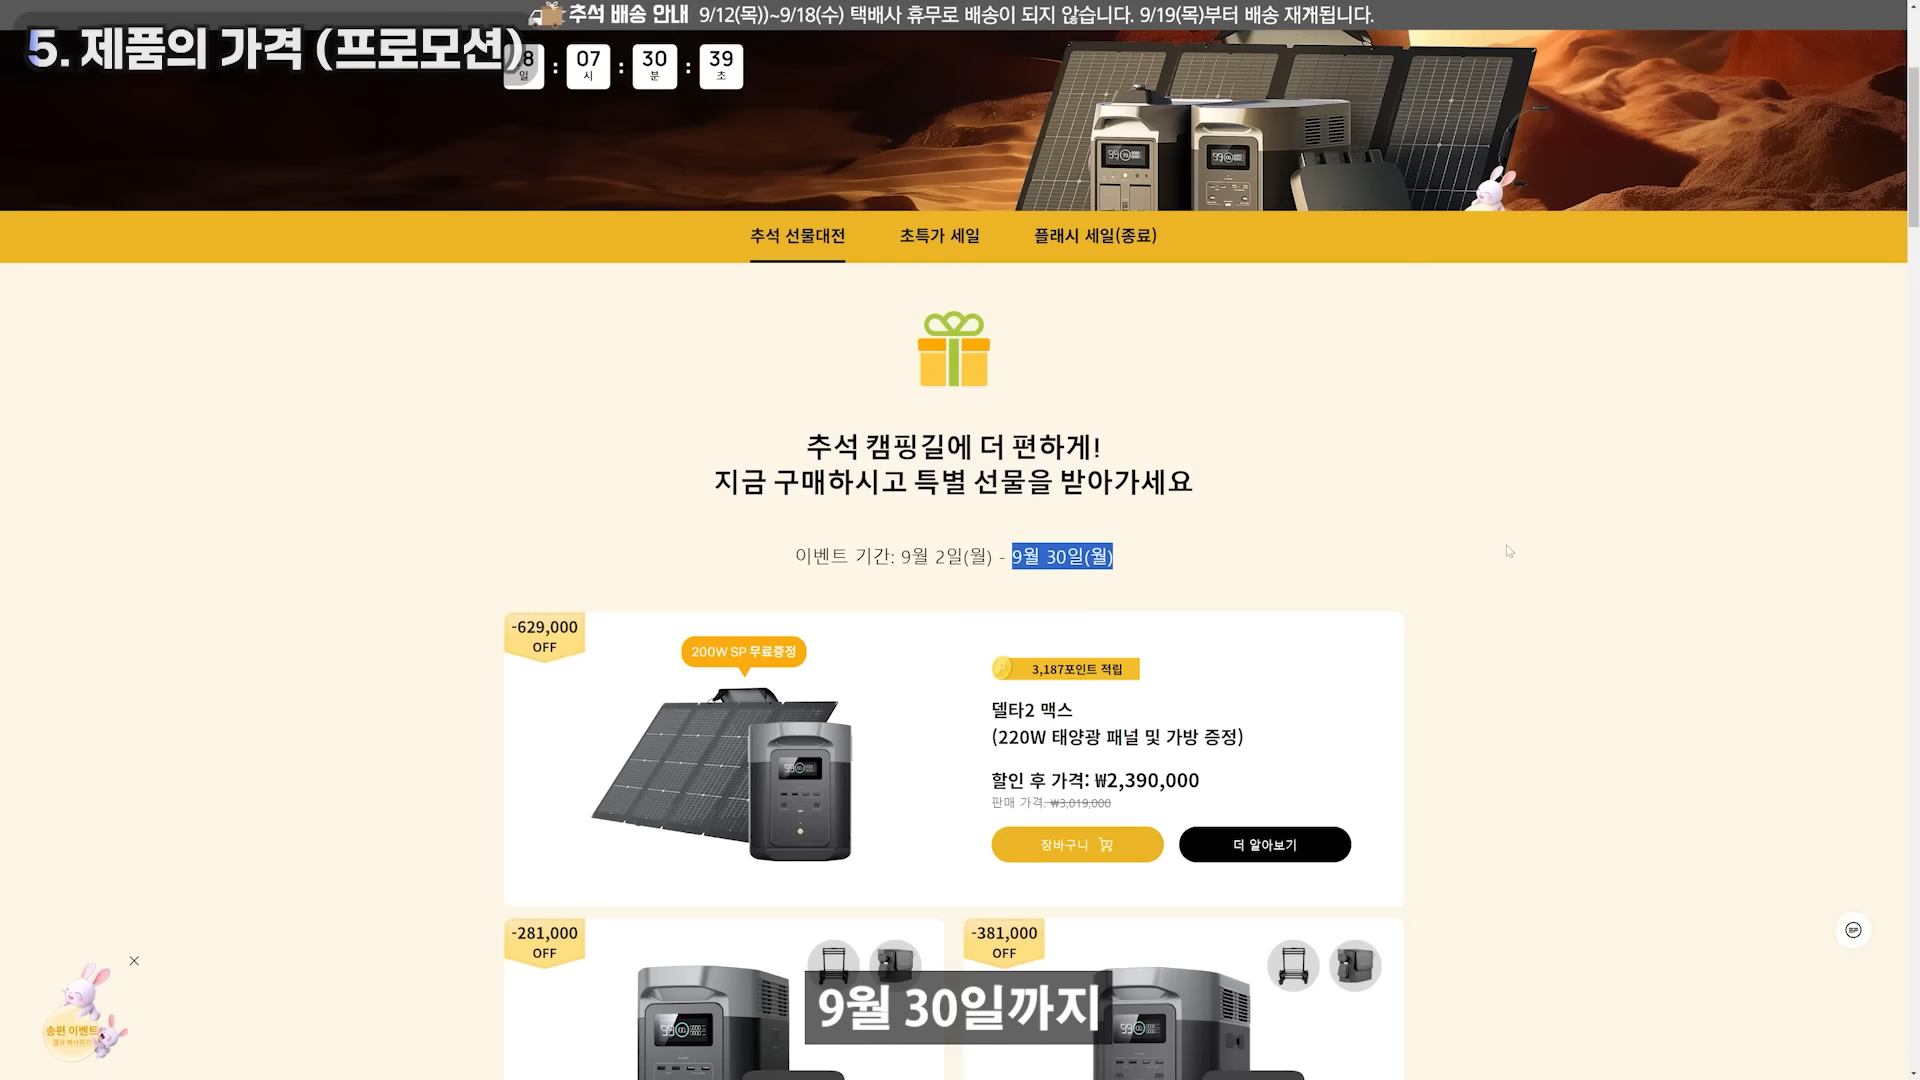 추석 배송 안내 9/12(목))~9/18(수) 택배사 휴무로 배송이 되지 않습니다. 9/19(목)부터 배송 재개됩니다.
5. 제품의 가격 (프로모션)
8 : 07 : 30 : 39
일 시 분 초
추석 선물대전 초특가 세일 플래시 세일(종료)
추석 캠핑길에 더 편하게!
지금 구매하시고 특별 선물을 받아가세요
이벤트 기간: 9월 2일(월) - 9월 30일(월)
-629,000
OFF
200W SP 무료증정
3,187포인트 적립
델타2 맥스
(220W 태양광 패널 및 가방 증정)
할인 후 가격: ₩2,390,000
판매 가격: ₩3,019,000
장바구니
더 알아보기
-281,000
OFF
-381,000
OFF
송편 이벤트
9월 30일까지